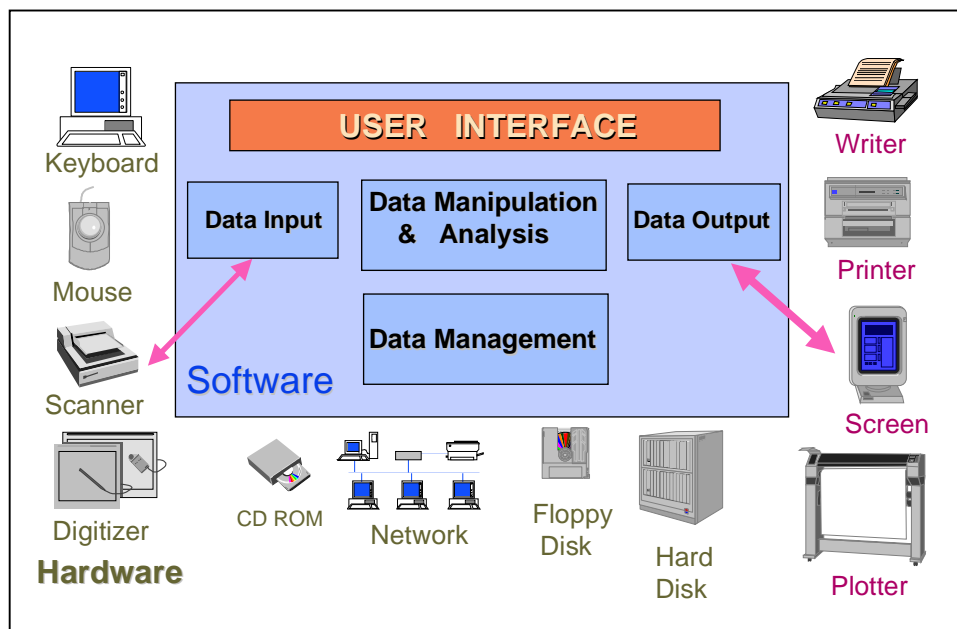 USER INTERFACE
Keyboard
Writer
Data Input
Data Manipulation
& Analysis
Data Output
Mouse
Printer
Data Management
Software
Scanner
Screen
Digitizer
CD ROM
Network
Floppy
Disk
Hard
Disk
Plotter
Hardware